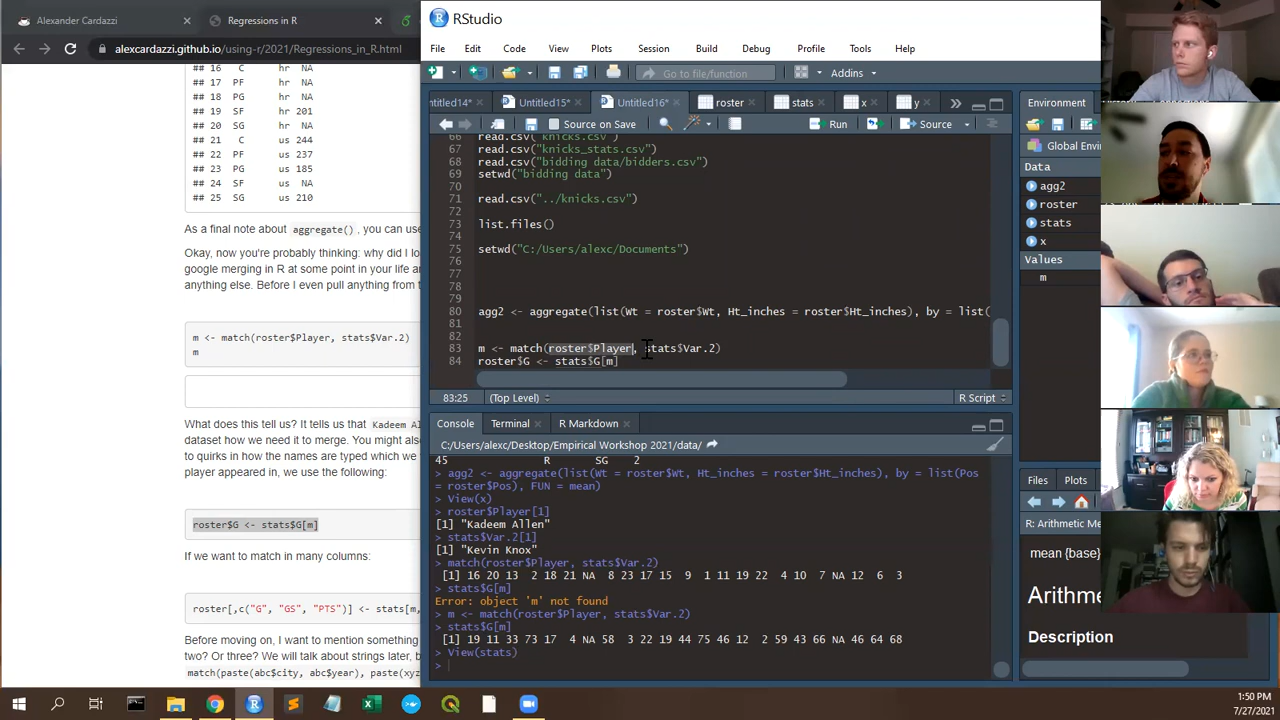 Alexander Cardazzi
Regressions in R
alexcardazzi.github.io/using-r/2021/Regressions_in_R.html
## 16 C hr NA
## 17 PF hr NA
## 18 PG hr NA
## 19 SF hr 201
## 20 SG hr NA
## 21 C us 244
## 22 PF us 237
## 23 PG us 185
## 24 SF us NA
## 25 SG us 210
As a final note about aggregate() , you can use
Okay, now you're probably thinking: why did I lo
google merging in R at some point in your life a
anything else. Before I even pull anything from t
m <- match(roster$Player, stats$Var.2)
m
What does this tell us? It tells us that Kadeem Al
dataset how we need it to merge. You might als
to quirks in how the names are typed which we
player appeared in, we use the following:
roster$G <- stats$G[m]
If we want to match in many columns:
roster[,c("G", "GS", "PTS")] <- stats[m,
Before moving on, I want to mention something
two? Or three? We will talk about strings later, b
match(paste(abc$city, abc$year), paste(xyz
RStudio
File Edit Code View Plots Session Build Debug Profile Tools Help
Go to file/function
Addins
ntitled14* Untitled15* Untitled16* roster stats x y
Source on Save Run Source
66 read.csv("knicks.csv")
67 read.csv("knicks_stats.csv")
68 read.csv("bidding data/bidders.csv")
69 setwd("bidding data")
70
71 read.csv("../knicks.csv")
72
73 list.files()
74
75 setwd("C:/Users/alexc/Documents")
76
77
78
79
80 agg2 <- aggregate(list(Wt = roster$Wt, Ht_inches = roster$Ht_inches), by = list(
81
82
83 m <- match(roster$Player, stats$Var.2)
84 roster$G <- stats$G[m]
83:25 (Top Level) R Script
Console Terminal R Markdown
C:/Users/alexc/Desktop/Empirical Workshop 2021/data/
45 R SG 2
> agg2 <- aggregate(list(Wt = roster$Wt, Ht_inches = roster$Ht_inches), by = list(Pos
= roster$Pos), FUN = mean)
> View(x)
> roster$Player[1]
[1] "Kadeem Allen"
> stats$Var.2[1]
[1] "Kevin Knox"
> match(roster$Player, stats$Var.2)
[1] 16 20 13 2 18 21 NA 8 23 17 15 9 1 11 19 22 4 10 7 NA 12 6 3
> stats$G[m]
Error: object 'm' not found
> m <- match(roster$Player, stats$Var.2)
> stats$G[m]
[1] 19 11 33 73 17 4 NA 58 3 22 19 44 75 46 12 2 59 43 66 NA 46 64 68
> View(stats)
>
Environment
Global Envi
Data
agg2
roster
stats
x
Values
m
Files Plots
R: Arithmetic Me
mean {base}
Arithme
Description
1:50 PM
7/27/2021